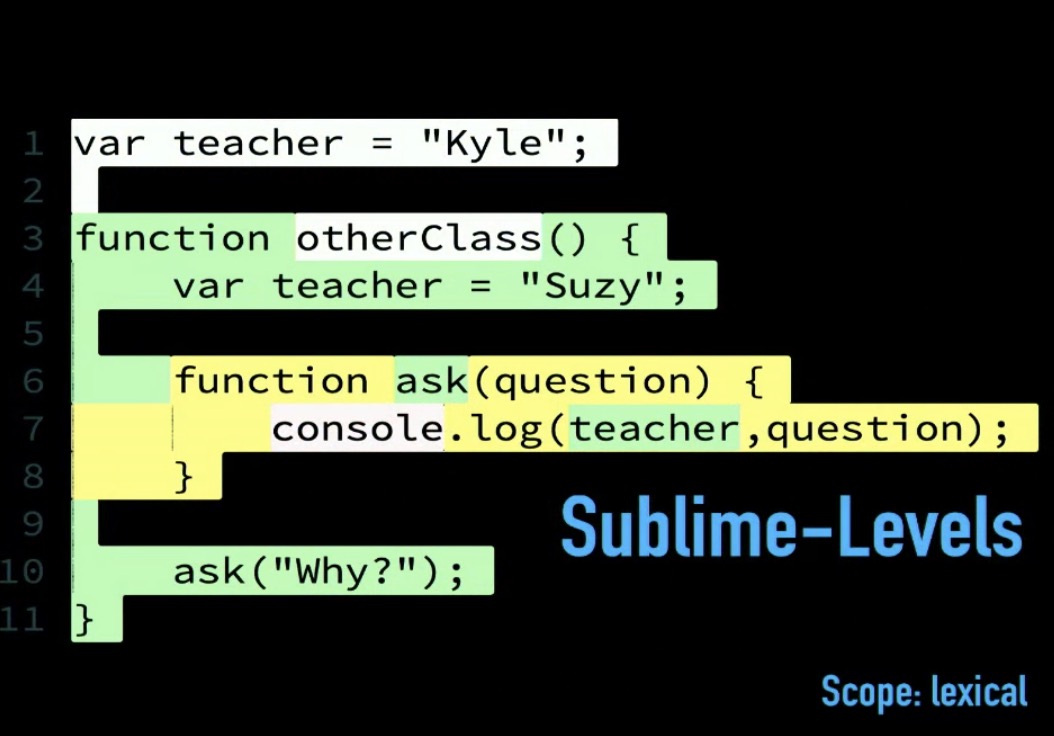 1 var teacher = "Kyle";
2
3 function otherClass() {
4     var teacher = "Suzy";
5
6     function ask(question) {
7         console.log(teacher,question);
8     }
9
10     ask("Why?");
11 }
Sublime-Levels
Scope: lexical